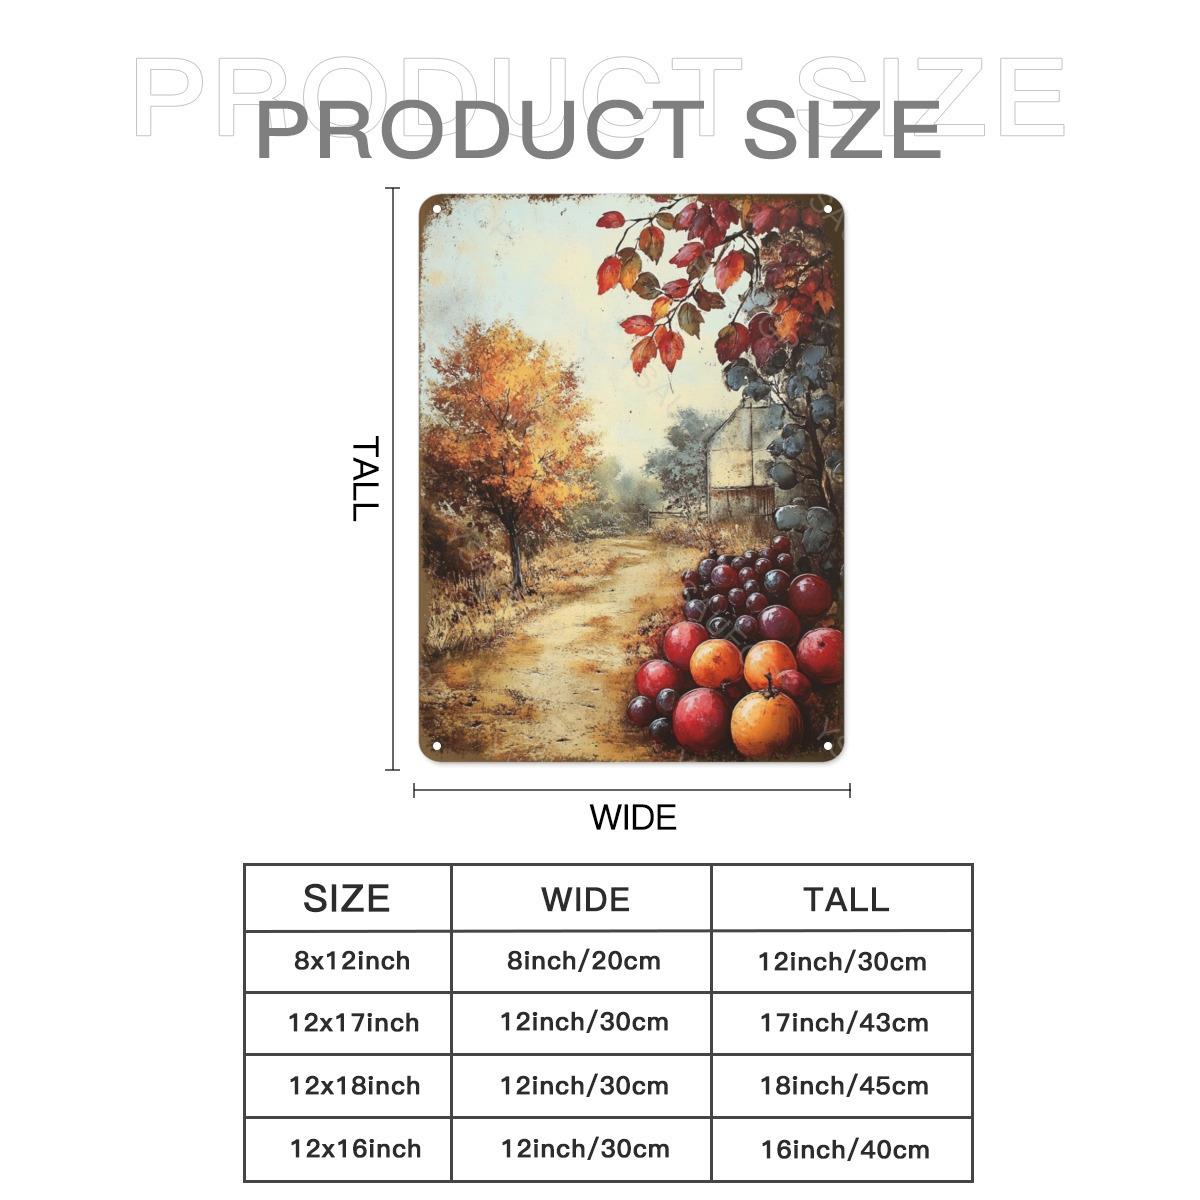 PRODUCT SIZE
PRODUCT SIZE
TALL
WIDE
SIZE WIDE TALL
8x12inch 8inch/20cm 12inch/30cm
12x17inch 12inch/30cm 17inch/43cm
12x18inch 12inch/30cm 18inch/45cm
12x16inch 12inch/30cm 16inch/40cm